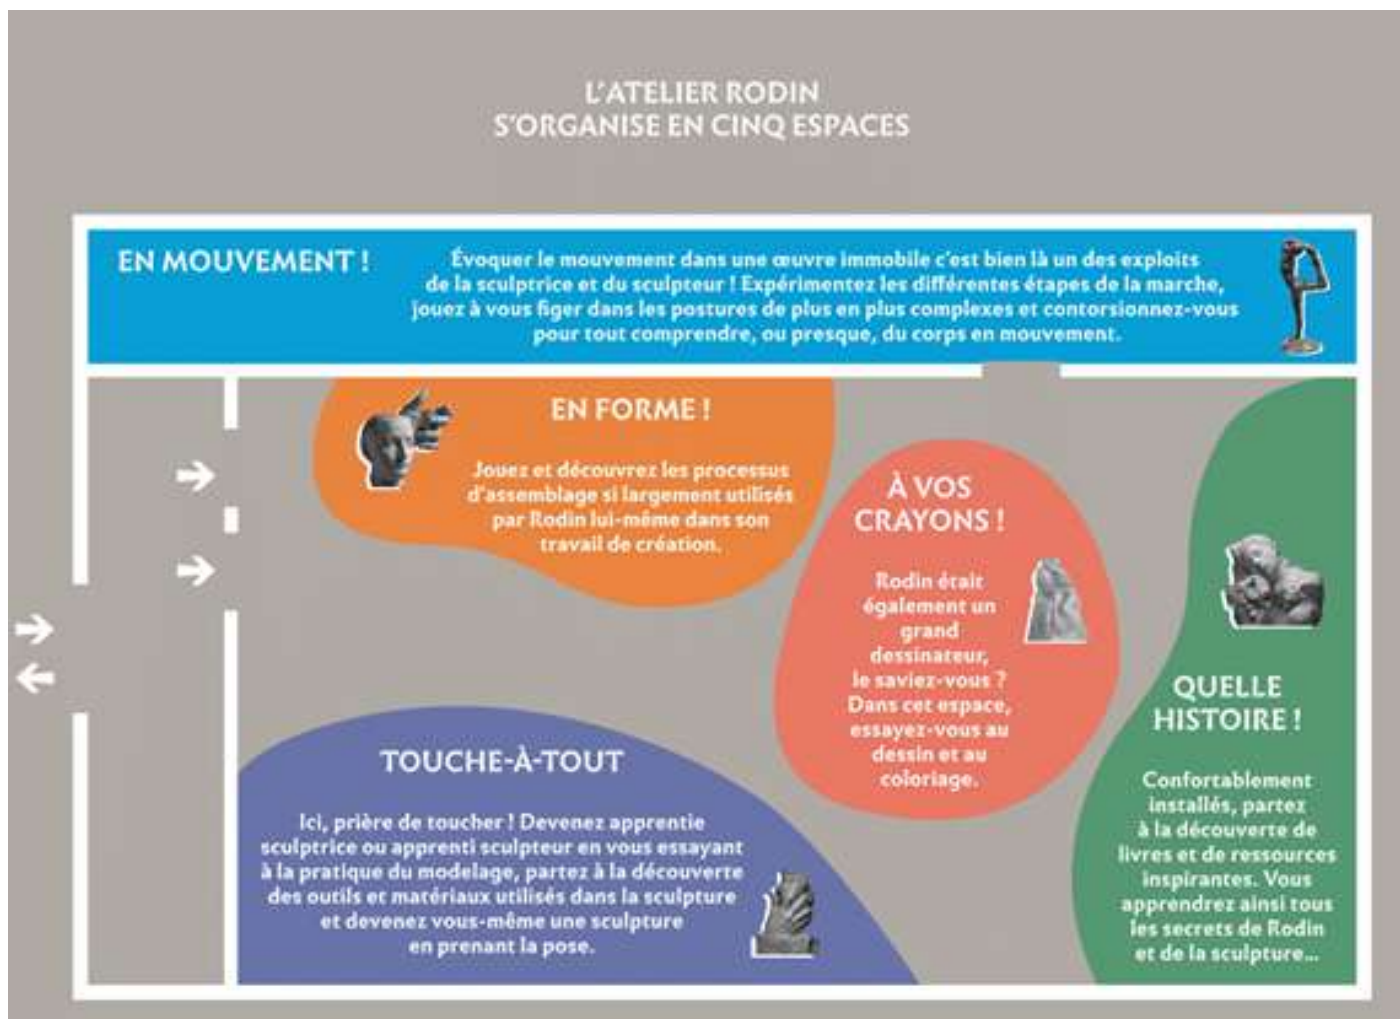 L'ATELIER RODIN
S'ORGANISE EN CINQ ESPACES
EN MOUVEMENT !
Évoquer le mouvement dans une œuvre immobile c'est bien là un des exploits
de la sculptrice et du sculpteur ! Expérimentez les différentes étapes de la marche,
jouez à vous figer dans les postures de plus en plus complexes et contorsionnez-vous
pour tout comprendre, ou presque, du corps en mouvement.
EN FORME !
Jouez et découvrez les processus
d'assemblage si largement utilisés
par Rodin lui-même dans son
travail de création.
À VOS
CRAYONS !
Rodin était
également un
grand
dessinateur,
le saviez-vous ?
Dans cet espace,
essayez-vous au
dessin et au
coloriage.
QUELLE
HISTOIRE !
Confortablement
installés, partez
à la découverte de
livres et de ressources
inspirantes. Vous
apprendrez ainsi tous
les secrets de Rodin
et de la sculpture...
TOUCHE-À-TOUT
Ici, prière de toucher ! Devenez apprentie
sculptrice ou apprenti sculpteur en vous essayant
à la pratique du modelage, partez à la découverte
des outils et matériaux utilisés dans la sculpture
et devenez vous-même une sculpture
en prenant la pose.